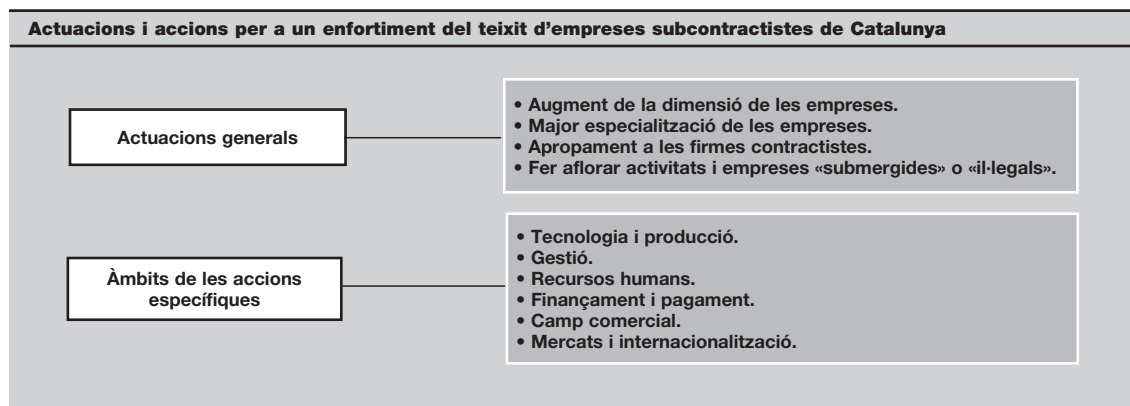 Actuacions i accions per a un enfortiment del teixit d’empreses subcontractistes de Catalunya
Actuacions generals
• Augment de la dimensió de les empreses.
• Major especialització de les empreses.
• Apropament a les firmes contractistes.
• Fer aflorar activitats i empreses «submergides» o «il·legals».
Àmbits de les accions
específiques
• Tecnologia i producció.
• Gestió.
• Recursos humans.
• Finançament i pagament.
• Camp comercial.
• Mercats i internacionalització.